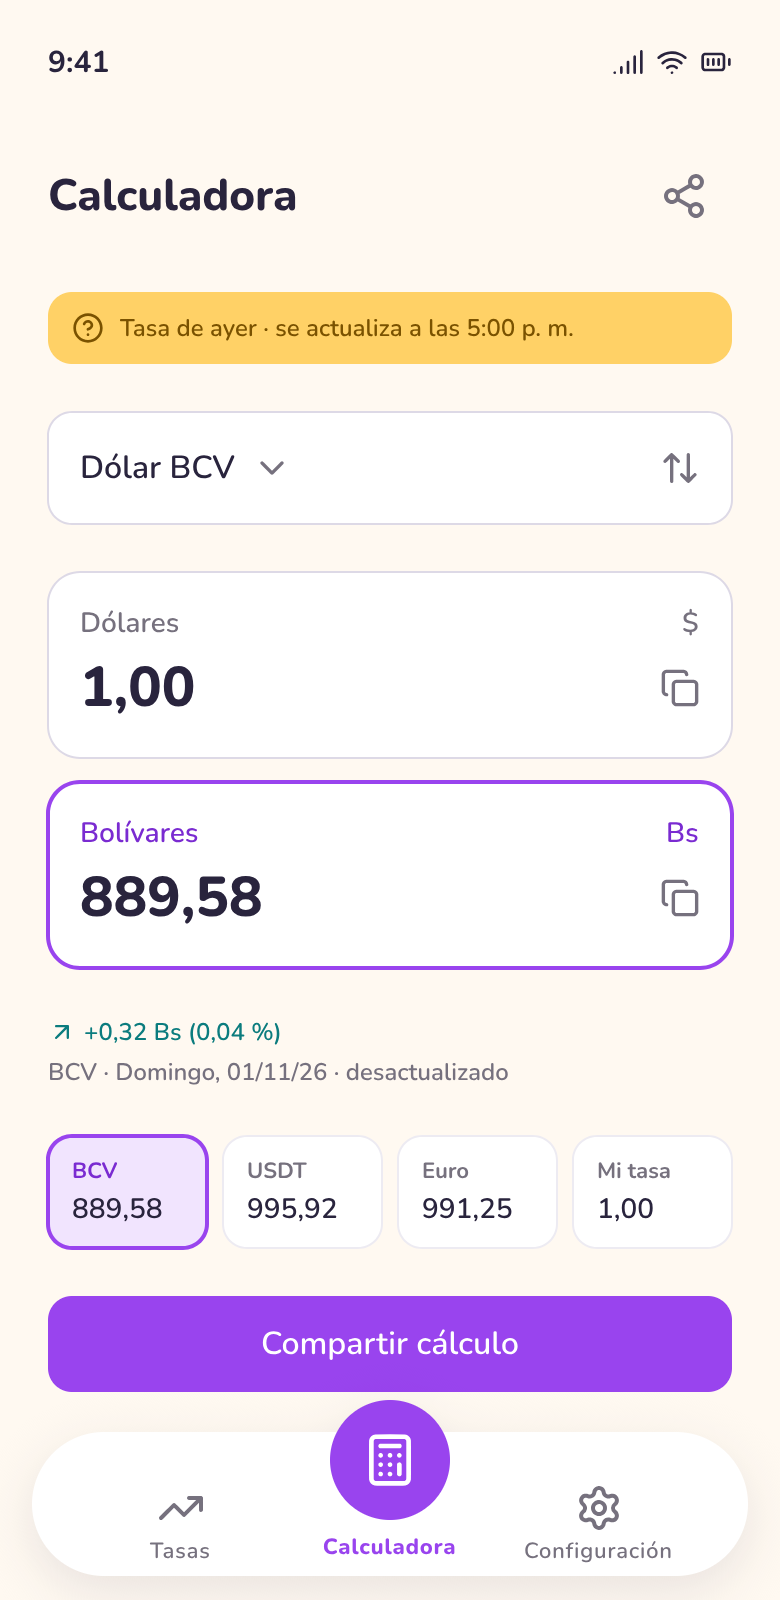 9:41
Calculadora
Tasa de ayer · se actualiza a las 5:00 p. m.
Dólar BCV
Dólares $
1,00
Bolívares Bs
889,58
+0,32 Bs (0,04 %)
BCV · Domingo, 01/11/26 · desactualizado
BCV USDT Euro Mi tasa
889,58 995,92 991,25 1,00
Compartir cálculo
Tasas Calculadora Configuración